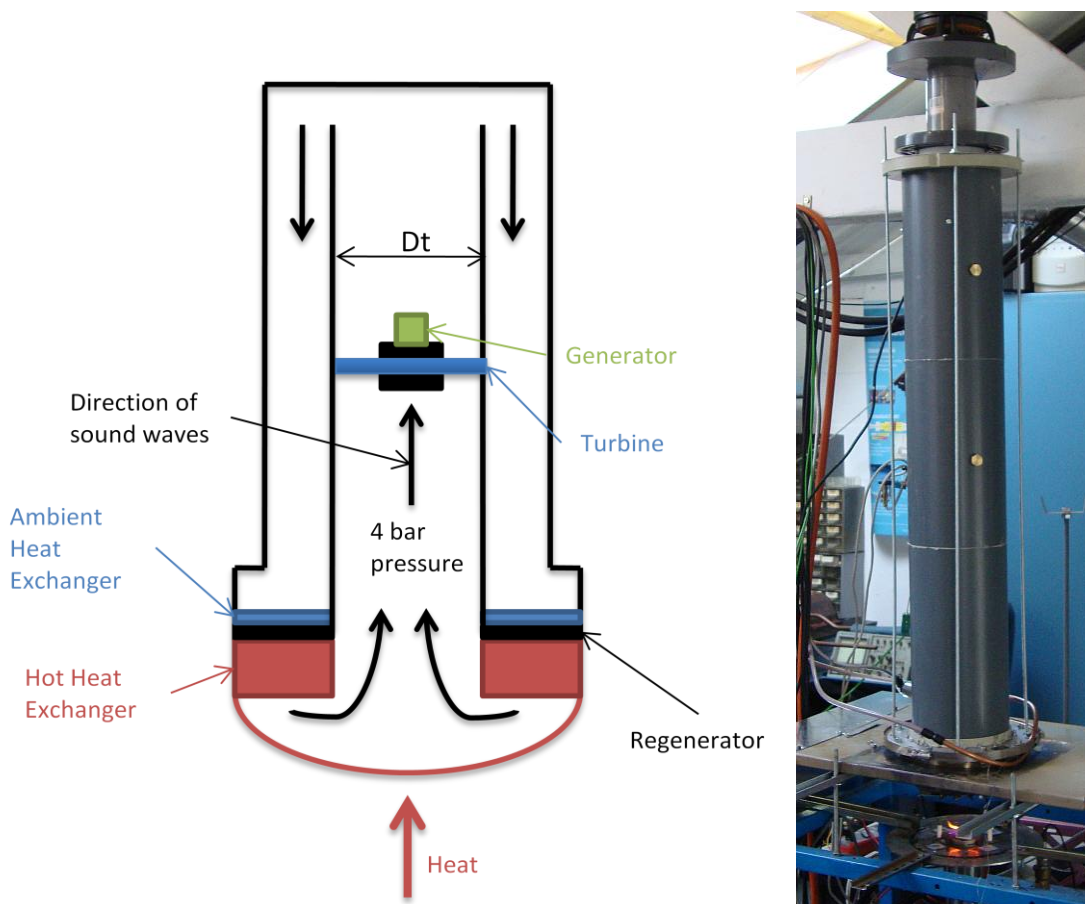 Dt
Generator
Direction of
sound waves
Turbine
Ambient
Heat
Exchanger
4 bar
pressure
Hot Heat
Exchanger
Regenerator
Heat